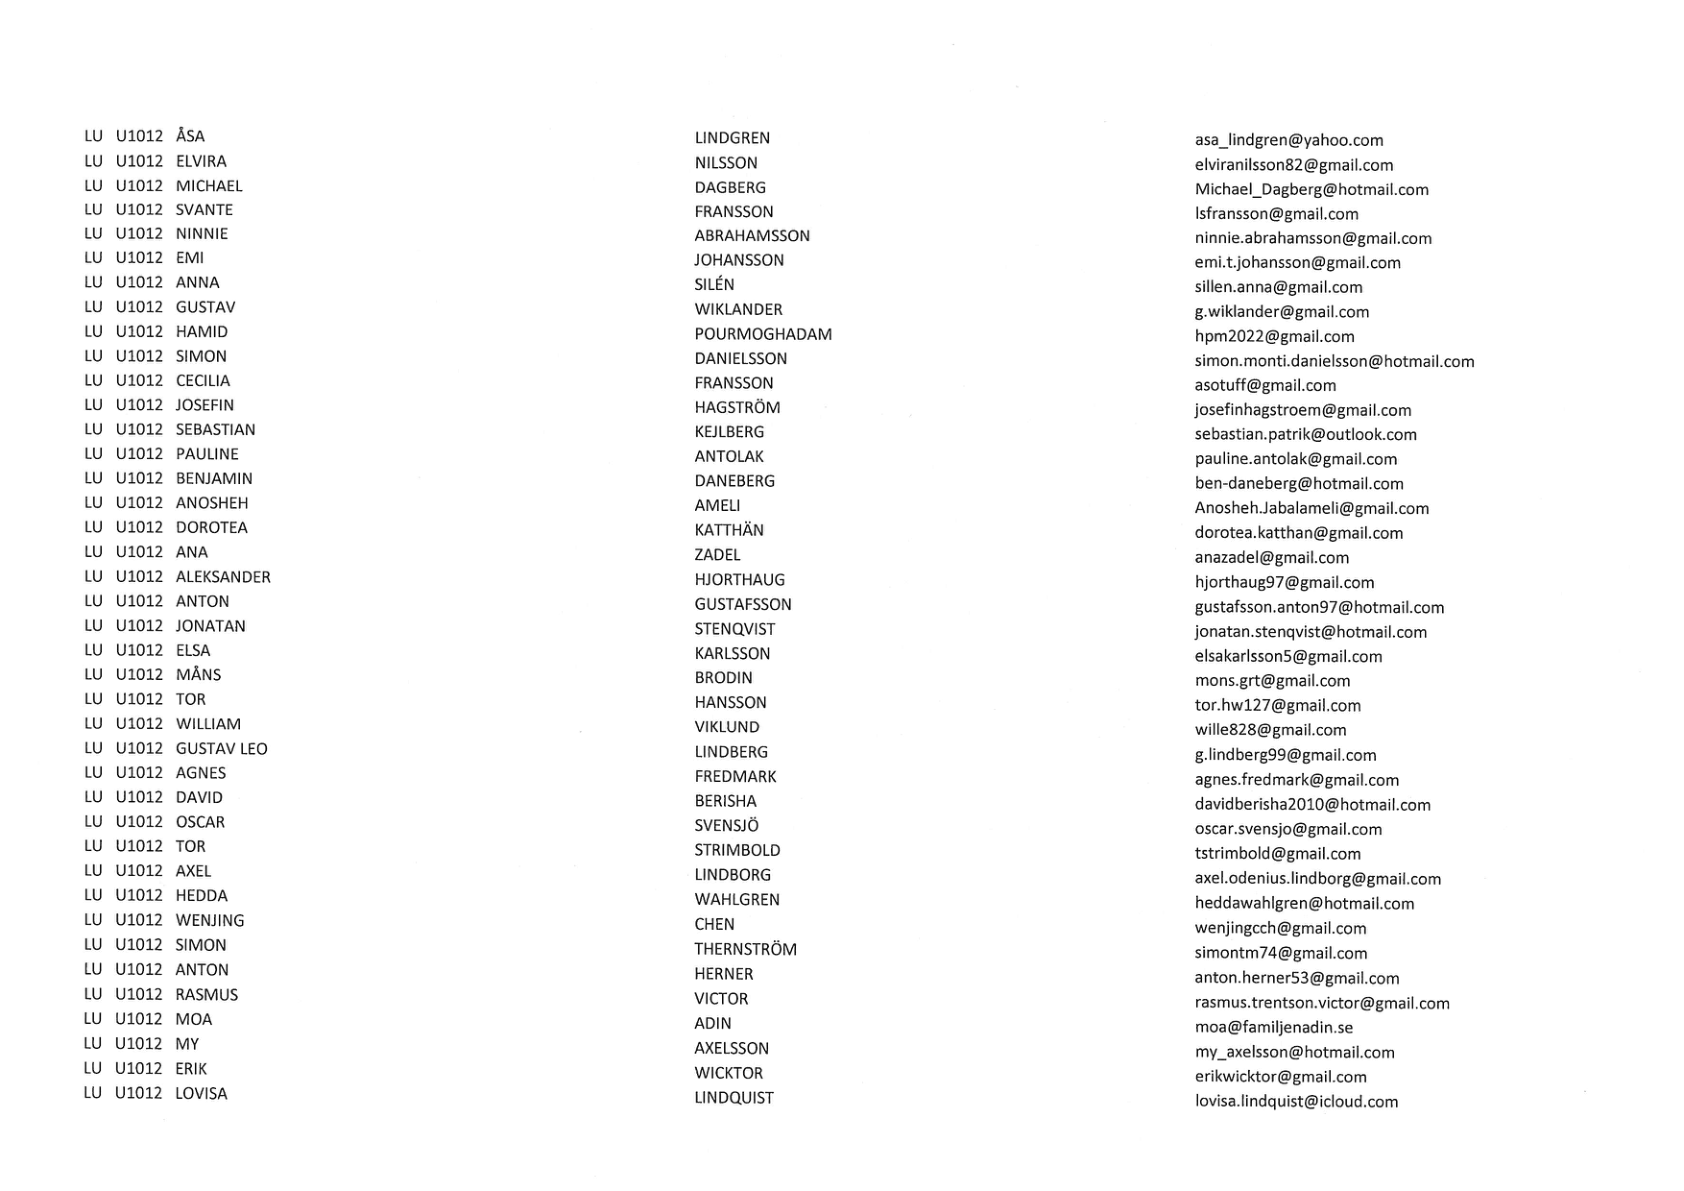 LU U1012 ÅSA LINDGREN asa_lindgren@yahoo.com
LU U1012 ELVIRA NILSSON elviranilsson82@gmail.com
LU U1012 MICHAEL DAGBERG Michael_Dagberg@hotmail.com
LU U1012 SVANTE FRANSSON lsfransson@gmail.com
LU U1012 NINNIE ABRAHAMSSON ninnie.abrahamsson@gmail.com
LU U1012 EMI JOHANSSON emi.t.johansson@gmail.com
LU U1012 ANNA SILÉN sillen.anna@gmail.com
LU U1012 GUSTAV WIKLANDER g.wiklander@gmail.com
LU U1012 HAMID POURMOGHADAM hpm2022@gmail.com
LU U1012 SIMON DANIELSSON simon.monti.danielsson@hotmail.com
LU U1012 CECILIA FRANSSON asotuff@gmail.com
LU U1012 JOSEFIN HAGSTRÖM josefinhagstroem@gmail.com
LU U1012 SEBASTIAN KEJLBERG sebastian.patrik@outlook.com
LU U1012 PAULINE ANTOLAK pauline.antolak@gmail.com
LU U1012 BENJAMIN DANEBERG ben-daneberg@hotmail.com
LU U1012 ANOSHEH AMELI Anosheh.Jabalameli@gmail.com
LU U1012 DOROTEA KATTHÄN dorotea.katthan@gmail.com
LU U1012 ANA ZADEL anazadel@gmail.com
LU U1012 ALEKSANDER HJORTHAUG hjorthaug97@gmail.com
LU U1012 ANTON GUSTAFSSON gustafsson.anton97@hotmail.com
LU U1012 JONATAN STENQVIST jonatan.stenqvist@hotmail.com
LU U1012 ELSA KARLSSON elsakarlsson5@gmail.com
LU U1012 MÅNS BRODIN mons.grt@gmail.com
LU U1012 TOR HANSSON tor.hw127@gmail.com
LU U1012 WILLIAM VIKLUND wille828@gmail.com
LU U1012 GUSTAV LEO LINDBERG g.lindberg99@gmail.com
LU U1012 AGNES FREDMARK agnes.fredmark@gmail.com
LU U1012 DAVID BERISHA davidberisha2010@hotmail.com
LU U1012 OSCAR SVENSJÖ oscar.svensjo@gmail.com
LU U1012 TOR STRIMBOLD tstrimbold@gmail.com
LU U1012 AXEL LINDBORG axel.odenius.lindborg@gmail.com
LU U1012 HEDDA WAHLGREN heddawahlgren@hotmail.com
LU U1012 WENJING CHEN wenjingcch@gmail.com
LU U1012 SIMON THERNSTRÖM simontm74@gmail.com
LU U1012 ANTON HERNER anton.herner53@gmail.com
LU U1012 RASMUS VICTOR rasmus.trentson.victor@gmail.com
LU U1012 MOA ADIN moa@familjenadin.se
LU U1012 MY AXELSSON my_axelsson@hotmail.com
LU U1012 ERIK WICKTOR erikwicktor@gmail.com
LU U1012 LOVISA LINDQUIST lovisa.lindquist@icloud.com